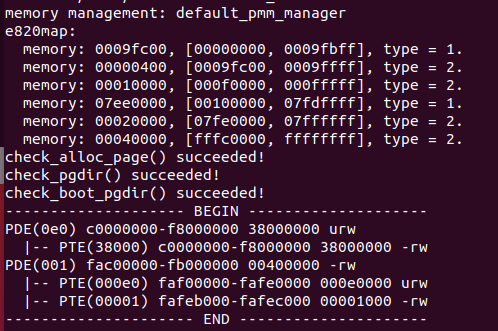 memory management: default_pmm_manager
e820map:
  memory: 0009fc00, [00000000, 0009fbff], type = 1.
  memory: 00000400, [0009fc00, 0009ffff], type = 2.
  memory: 00010000, [000f0000, 000fffff], type = 2.
  memory: 07ee0000, [00100000, 07fdffff], type = 1.
  memory: 00020000, [07fe0000, 07ffffff], type = 2.
  memory: 00040000, [fffc0000, ffffffff], type = 2.
check_alloc_page() succeeded!
check_pgdir() succeeded!
check_boot_pgdir() succeeded!
-------------------- BEGIN --------------------
PDE(0e0) c0000000-f8000000 38000000 urw
  |-- PTE(38000) c0000000-f8000000 38000000 -rw
PDE(001) fac00000-fb000000 00400000 -rw
  |-- PTE(000e0) faf00000-fafe0000 000e0000 urw
  |-- PTE(00001) fafeb000-fafec000 00001000 -rw
--------------------- END ---------------------